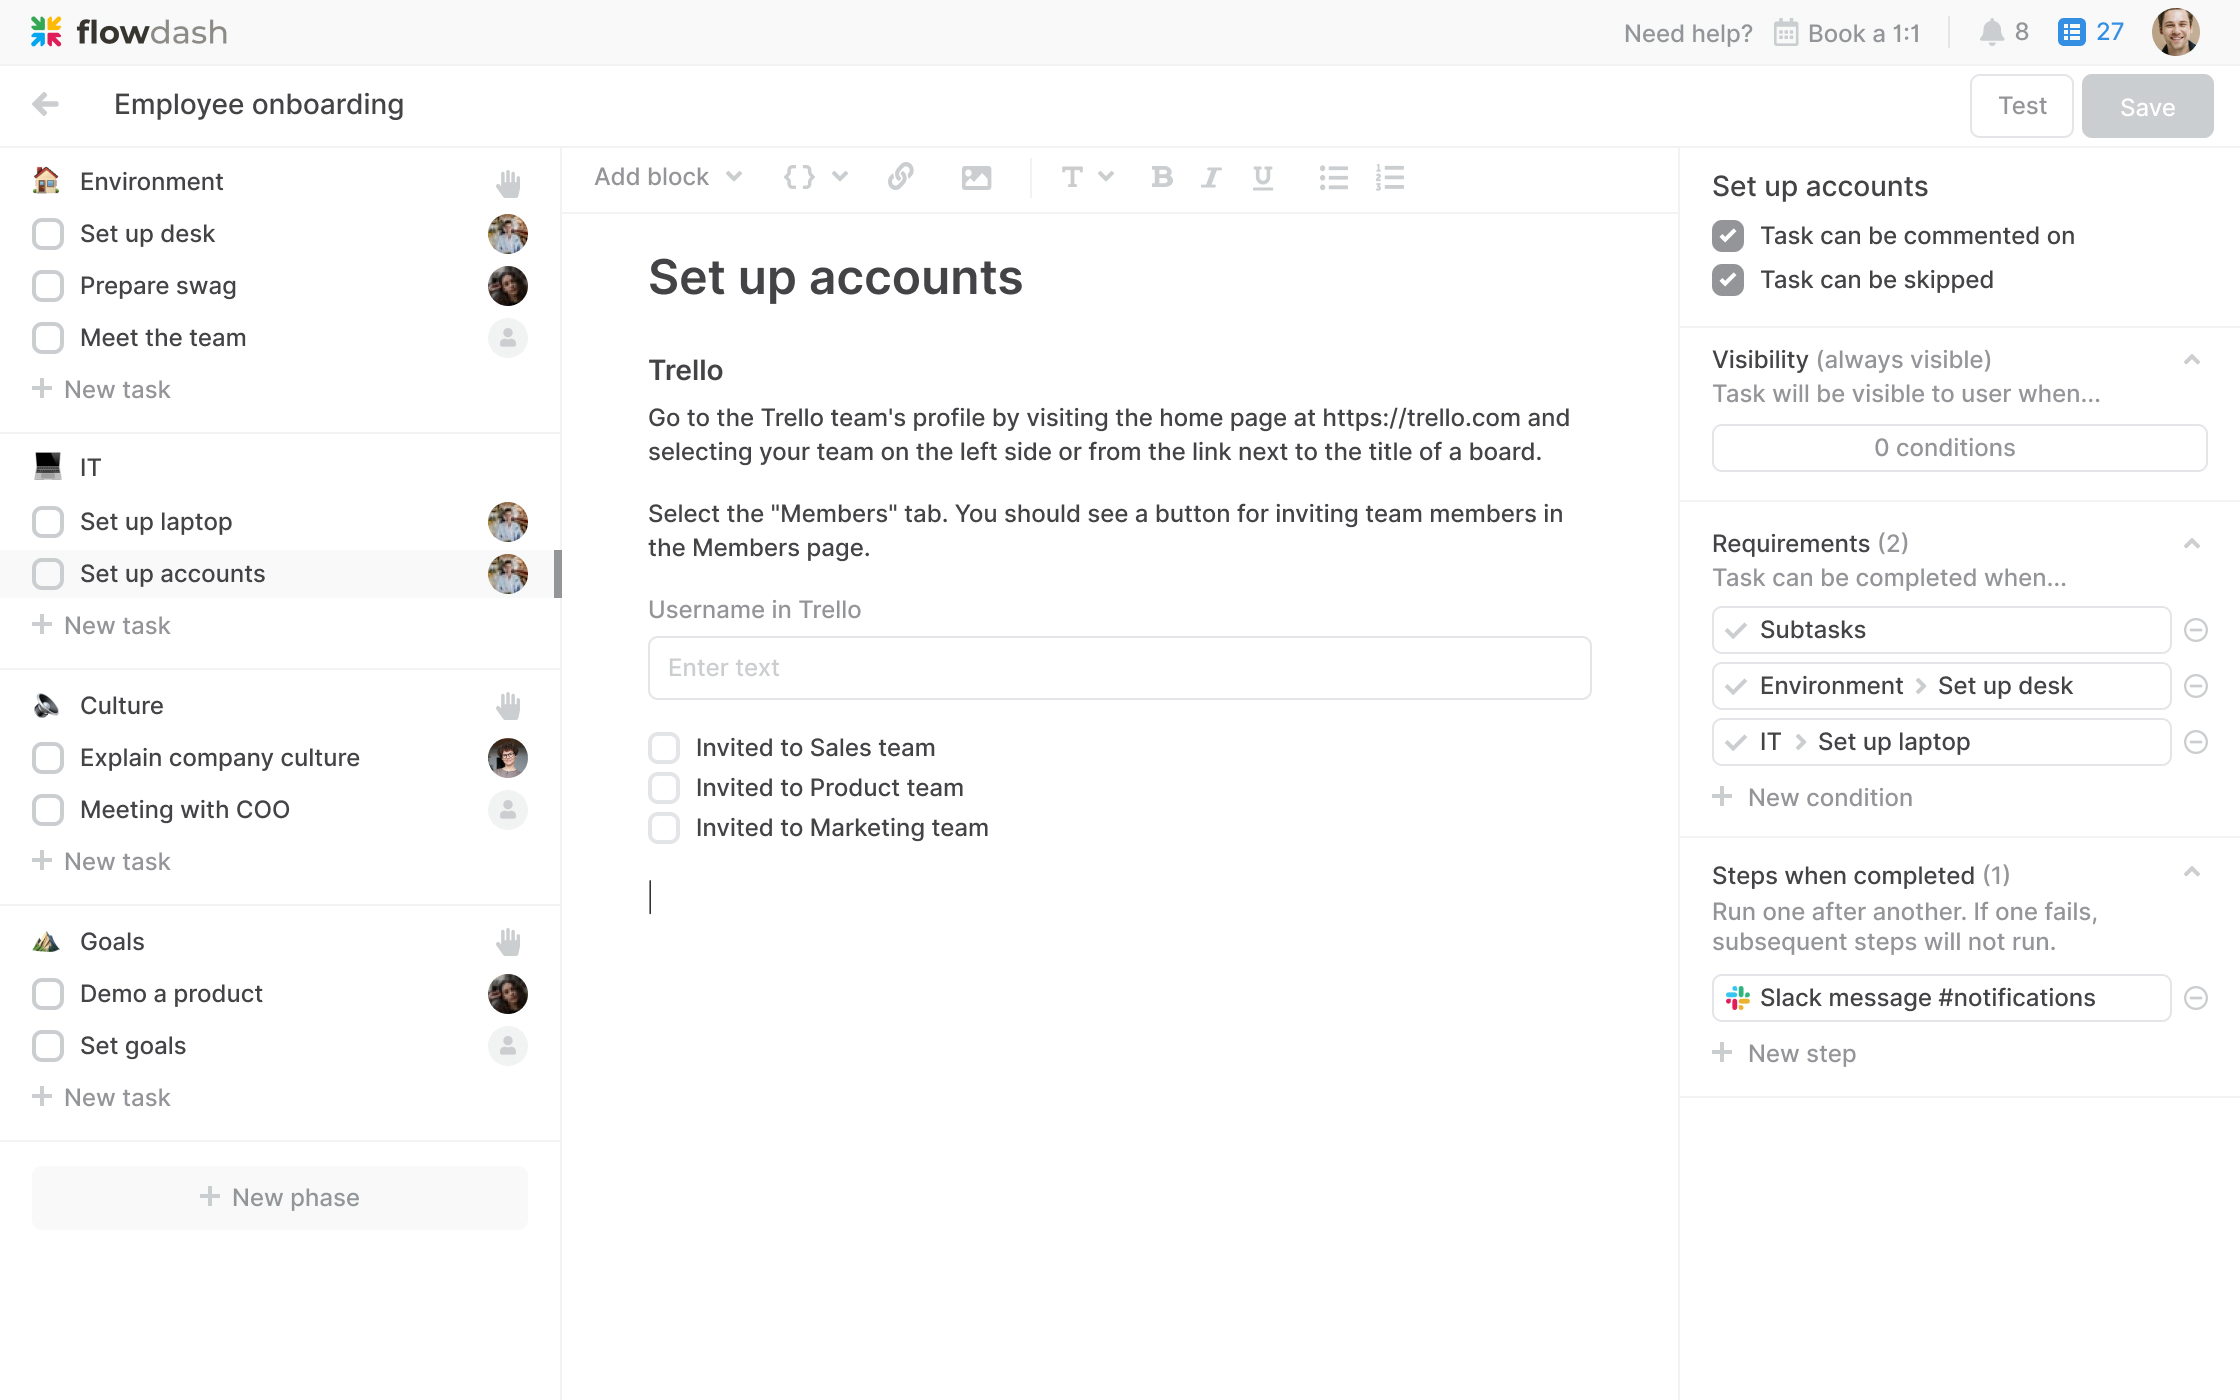 flowdash
Need help?
Book a 1:1
8
27
Employee onboarding
Test
Save
Environment
Set up desk
Prepare swag
Meet the team
New task
IT
Set up laptop
Set up accounts
New task
Culture
Explain company culture
Meeting with COO
New task
Goals
Demo a product
Set goals
New task
New phase
Add block
{}
T
B
I
U
Set up accounts
Trello
Go to the Trello team's profile by visiting the home page at https://trello.com and
selecting your team on the left side or from the link next to the title of a board.
Select the "Members" tab. You should see a button for inviting team members in
the Members page.
Username in Trello
Enter text
Invited to Sales team
Invited to Product team
Invited to Marketing team
Set up accounts
Task can be commented on
Task can be skipped
Visibility (always visible)
Task will be visible to user when...
0 conditions
Requirements (2)
Task can be completed when...
Subtasks
Environment > Set up desk
IT > Set up laptop
New condition
Steps when completed (1)
Run one after another. If one fails,
subsequent steps will not run.
Slack message #notifications
New step